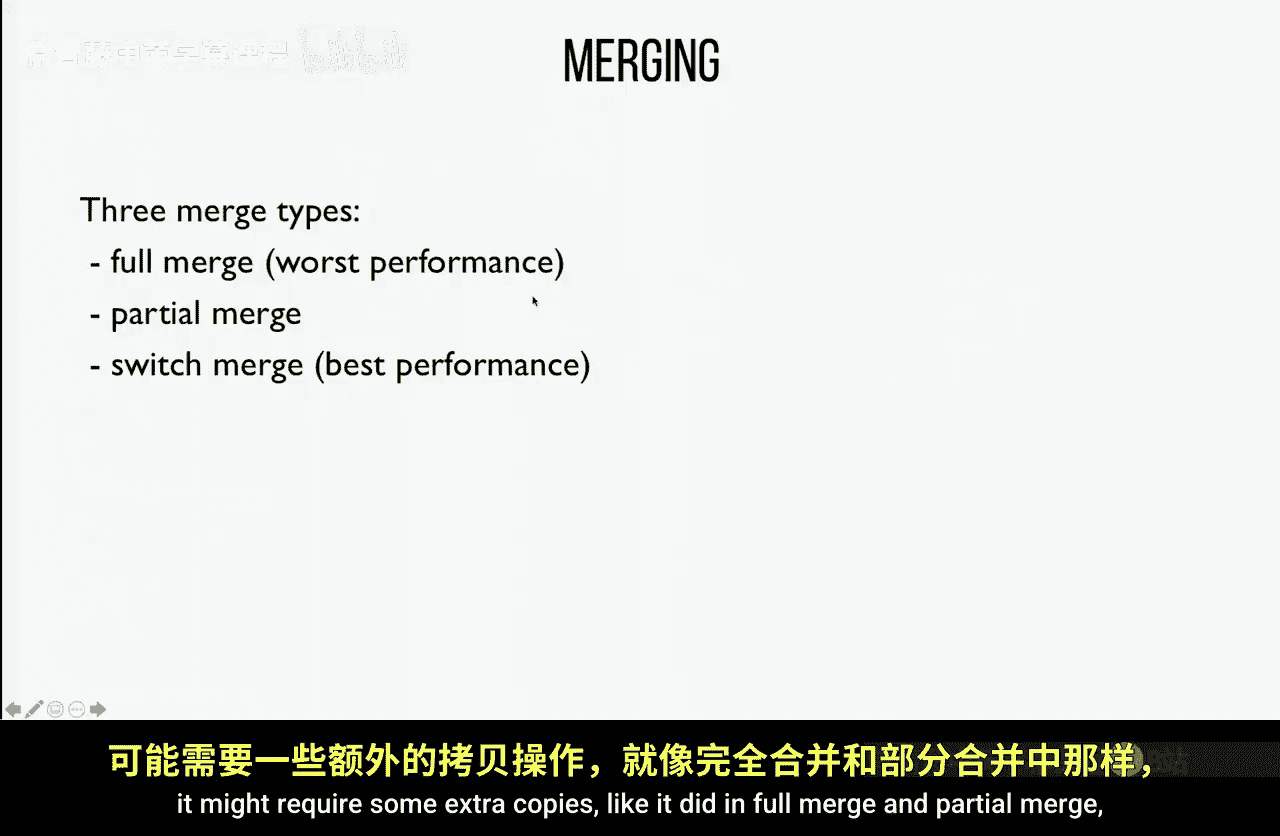 MERGING
Three merge types:
- full merge (worst performance)
- partial merge
- switch merge (best performance)
可能需要一些额外的拷贝操作，就像完全合并和部分合并中那样，
it might require some extra copies, like it did in full merge and partial merge,